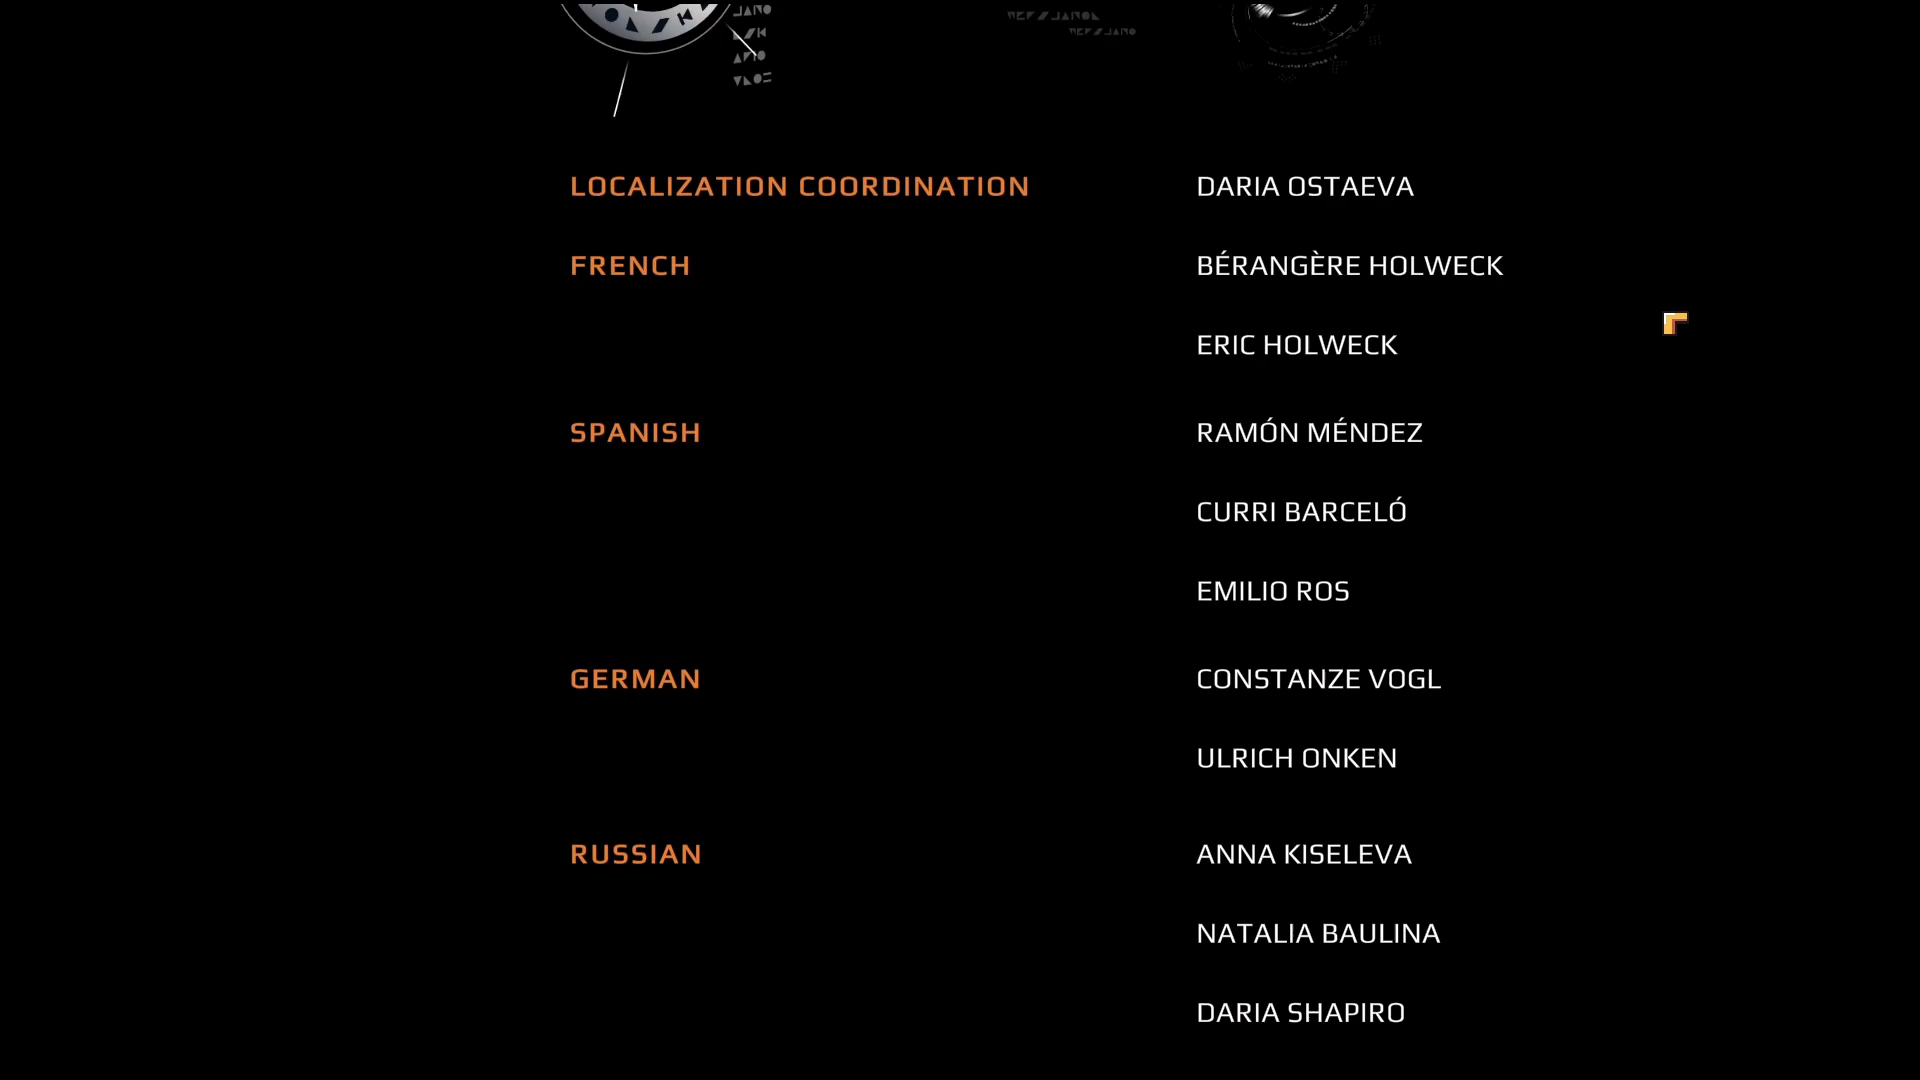 LOCALIZATION COORDINATION DARIA OSTAEVA
FRENCH BÉRANGÈRE HOLWECK
ERIC HOLWECK
SPANISH RAMÓN MÉNDEZ
CURRI BARCELÓ
EMILIO ROS
GERMAN CONSTANZE VOGL
ULRICH ONKEN
RUSSIAN ANNA KISELEVA
NATALIA BAULINA
DARIA SHAPIRO